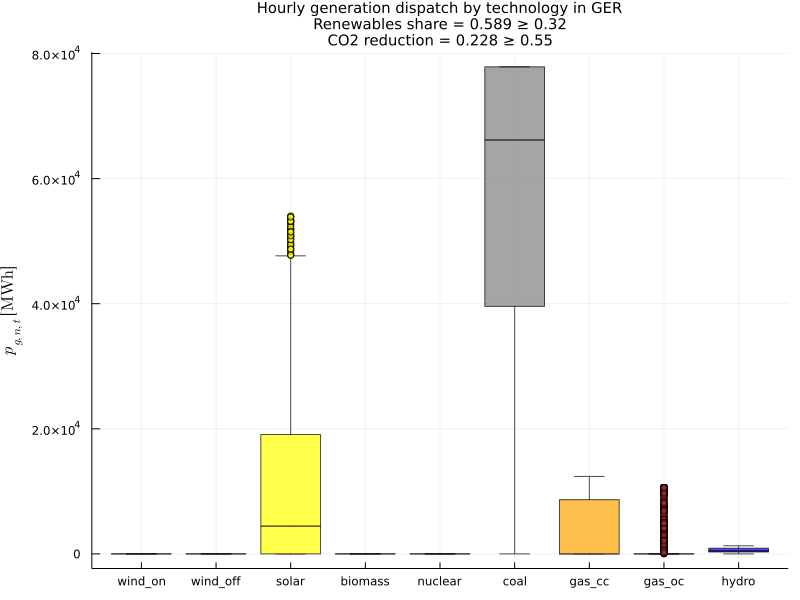 Hourly generation dispatch by technology in GER
Renewables share = 0.589 ≥ 0.32
CO2 reduction = 0.228 ≥ 0.55
8.0×10⁴
6.0×10⁴
4.0×10⁴
2.0×10⁴
0
p_{g,n,t} [MWh]
wind_on wind_off solar biomass nuclear coal gas_cc gas_oc hydro